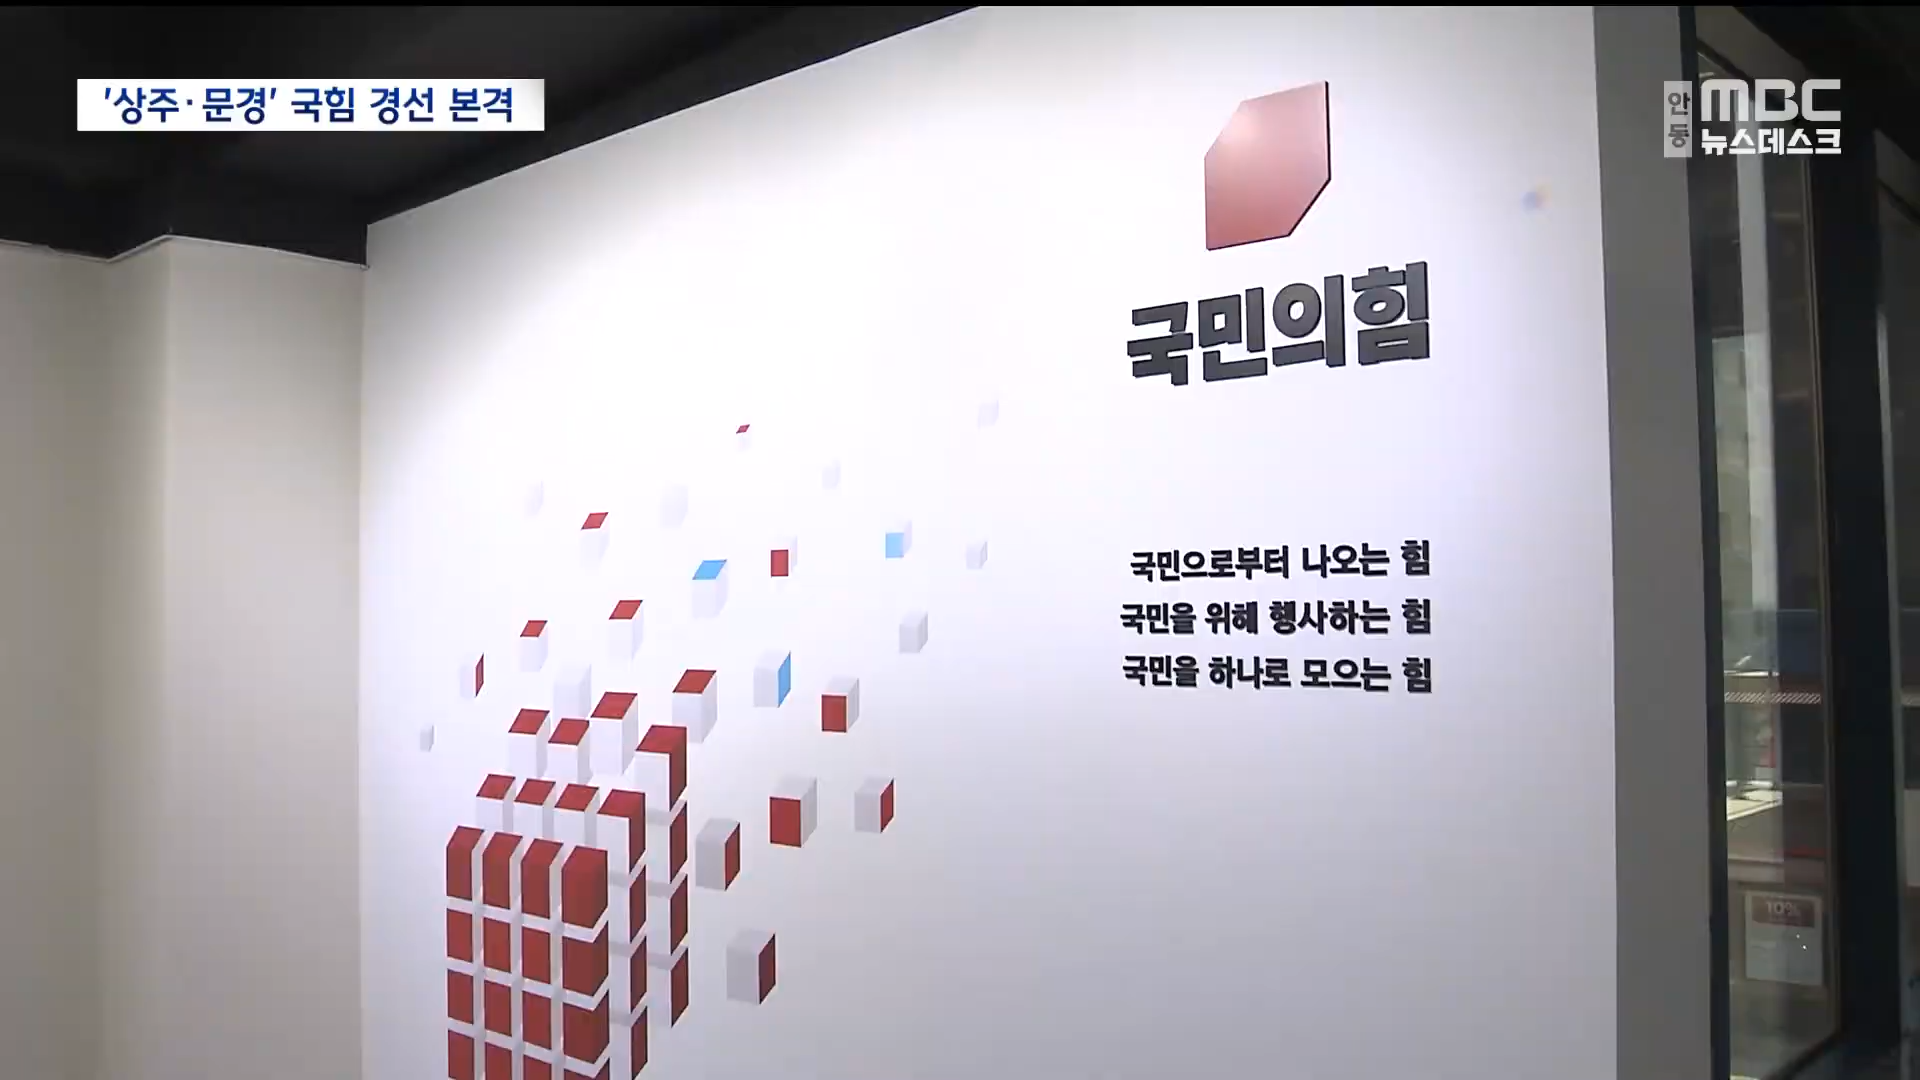 '상주·문경' 국힘 경선 본격
안동
MBC
뉴스데스크
국민의힘
국민으로부터 나오는 힘
국민을 위해 행사하는 힘
국민을 하나로 모으는 힘
10%